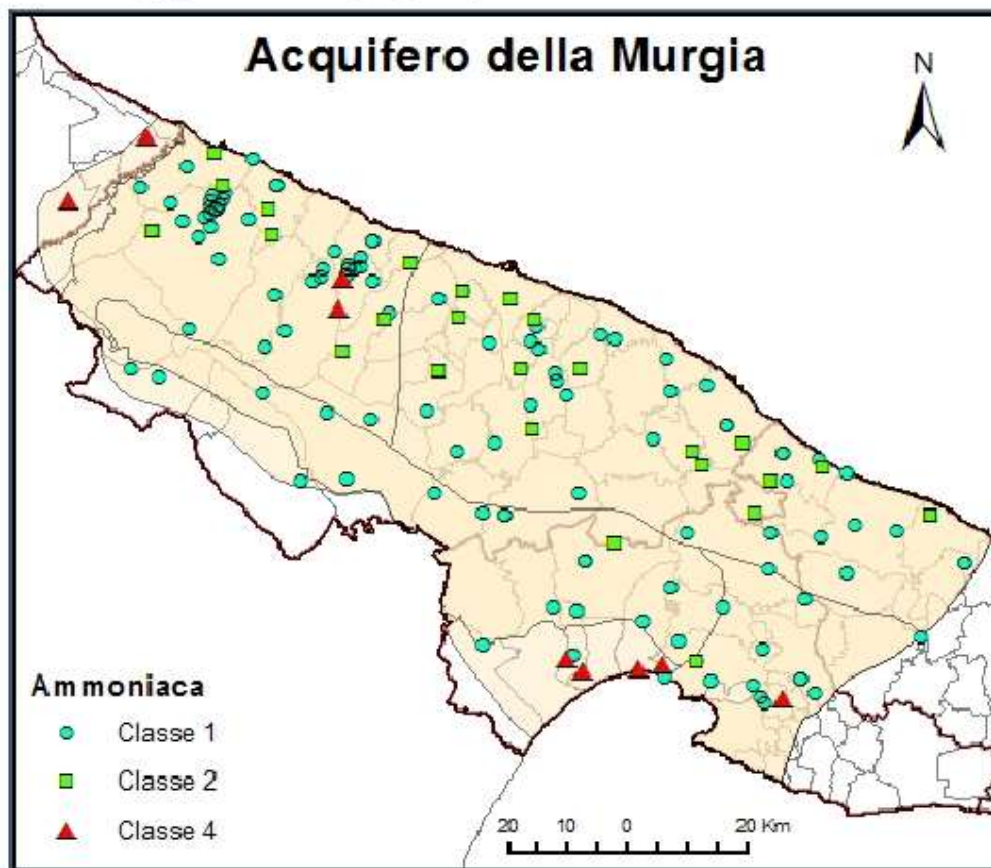 Acquifero della Murgia
N
Ammoniaca
Classe 1
Classe 2
Classe 4
20 10 0 20 Km